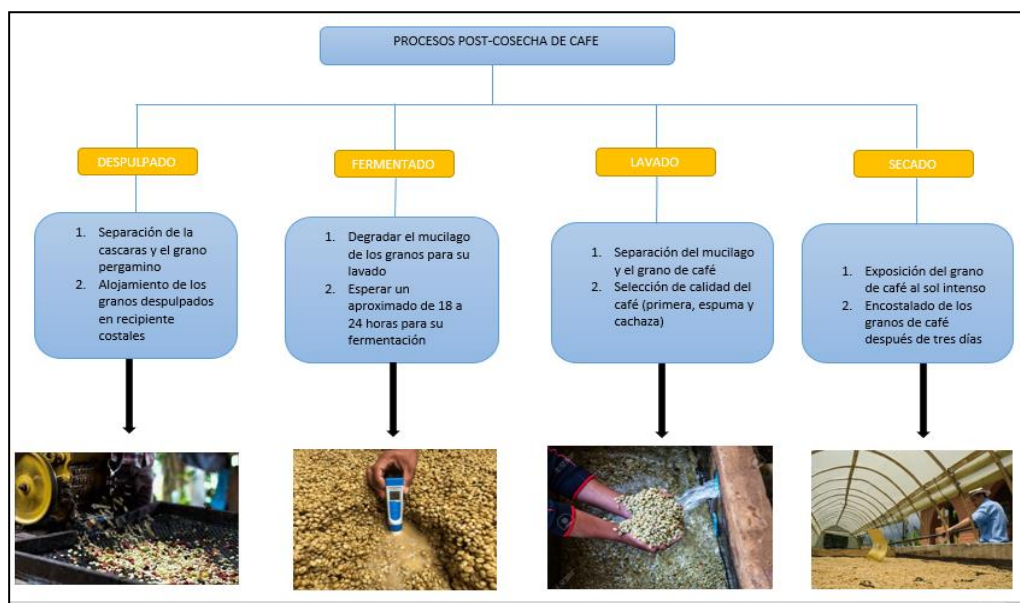 PROCESOS POST-COSECHA DE CAFE
DESPULPADO
1. Separación de la
cascaras y el grano
pergamino
2. Alojamiento de los
granos despulpados
en recipiente
costales
FERMENTADO
1. Degradar el mucilago
de los granos para su
lavado
2. Esperar un
aproximado de 18 a
24 horas para su
fermentación
LAVADO
1. Separación del mucilago
y el grano de café
2. Selección de calidad del
café (primera, espuma y
cachaza)
SECADO
1. Exposición del grano
de café al sol intenso
2. Encostalado de los
granos de café
después de tres días